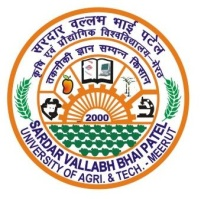 सरदार वल्लभ भाई पटेल
कृषि एवं प्रौद्योगिक विश्वविद्यालय, मेरठ
तकनीकी ज्ञान सम्पन्न किसान
2000
SARDAR VALLABH BHAI PATEL
UNIVERSITY OF AGRI. & TECH. - MEERUT